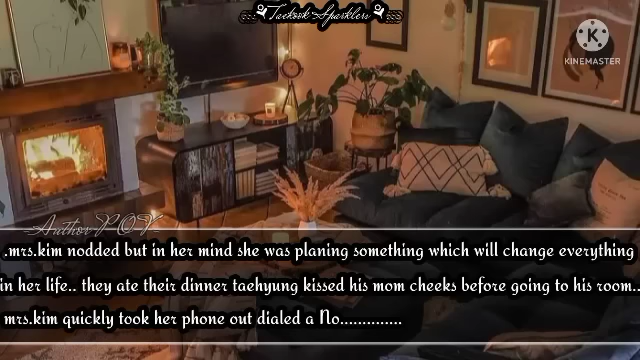 Taekook Sparklers
KINEMASTER
Author POV
.mrs.kim nodded but in her mind she was planing something which will change everything
in her life.. they ate their dinner taehyung kissed his mom cheeks before going to his room..
mrs.kim quickly took her phone out dialed a No..............